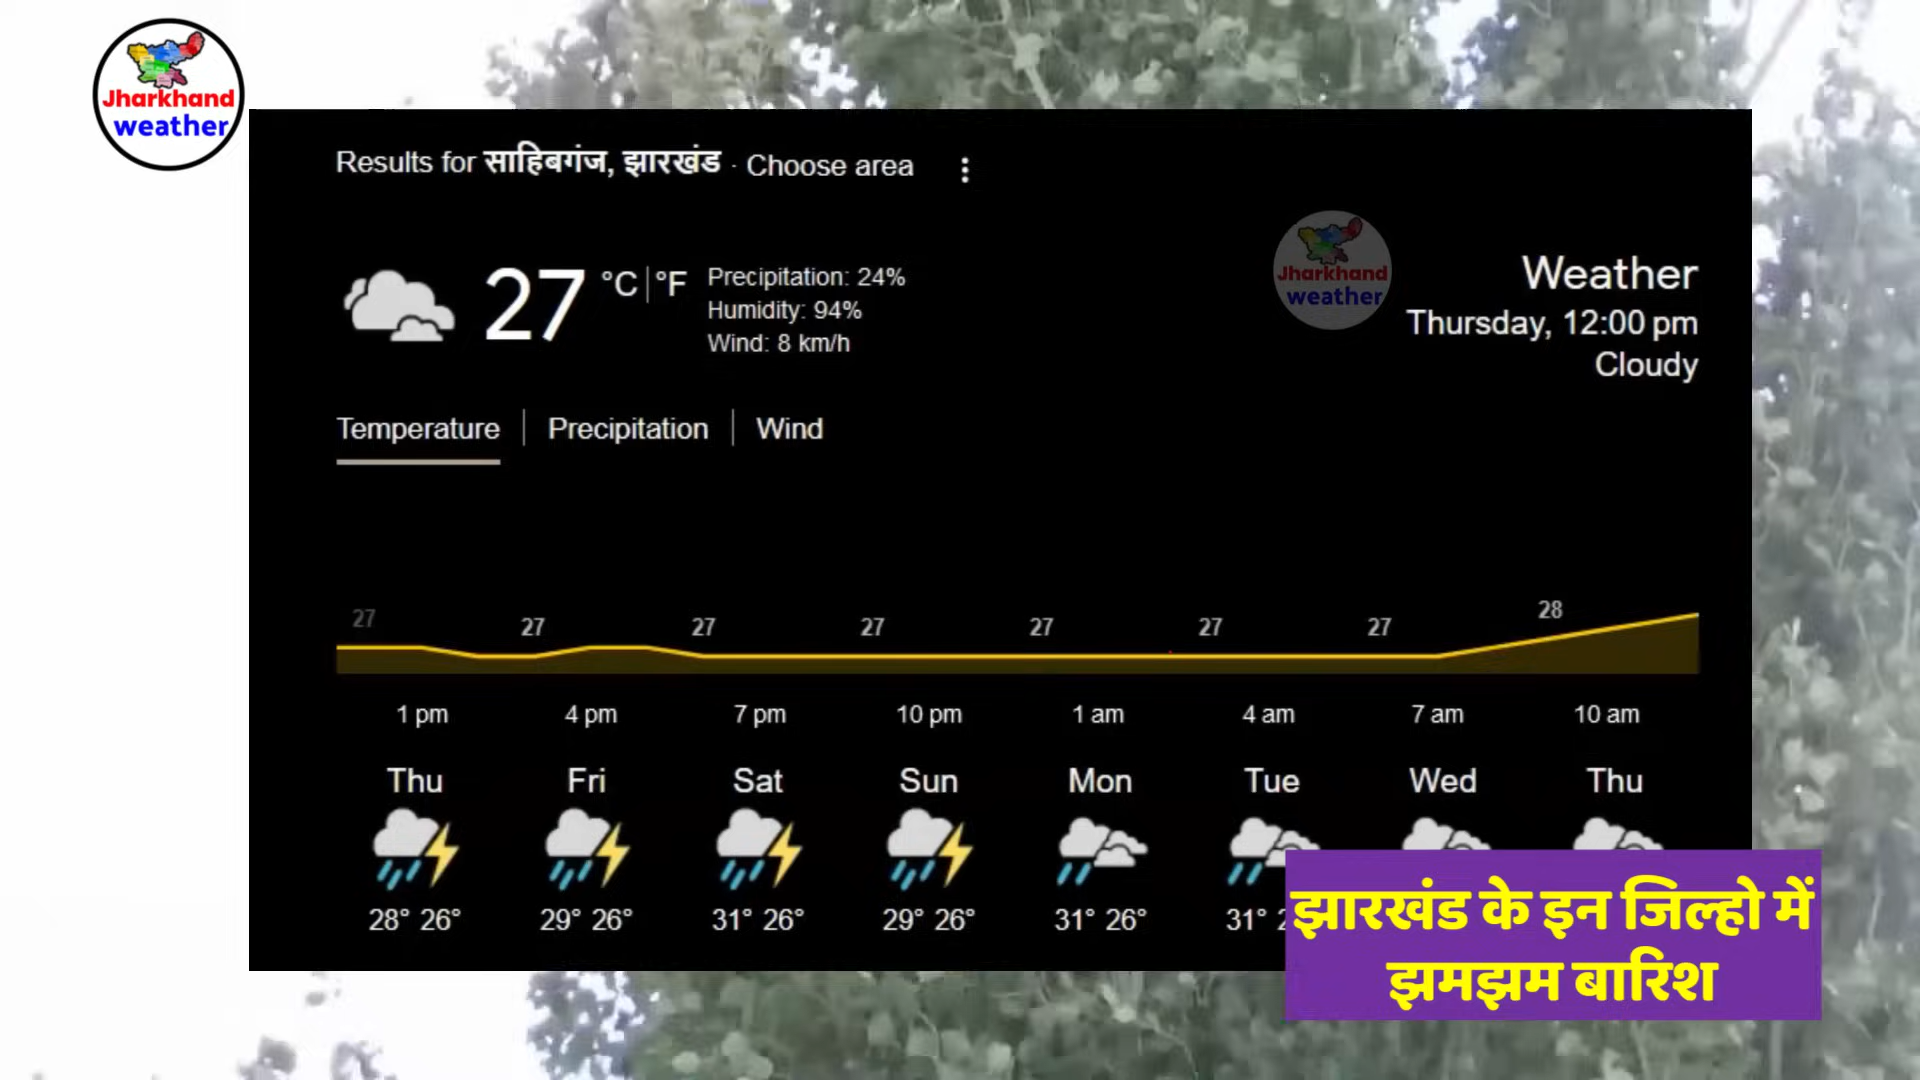 Jharkhand
weather
Results for साहिबगंज, झारखंड · Choose area
27 °C | °F
Precipitation: 24%
Humidity: 94%
Wind: 8 km/h
Jharkhand
weather
Weather
Thursday, 12:00 pm
Cloudy
Temperature | Precipitation | Wind
27 27 27 27 27 27 27 28
1 pm 4 pm 7 pm 10 pm 1 am 4 am 7 am 10 am
Thu Fri Sat Sun Mon Tue Wed Thu
28° 26° 29° 26° 31° 26° 29° 26° 31° 26° 31°
झारखंड के इन जिल्हो में
झमझम बारिश